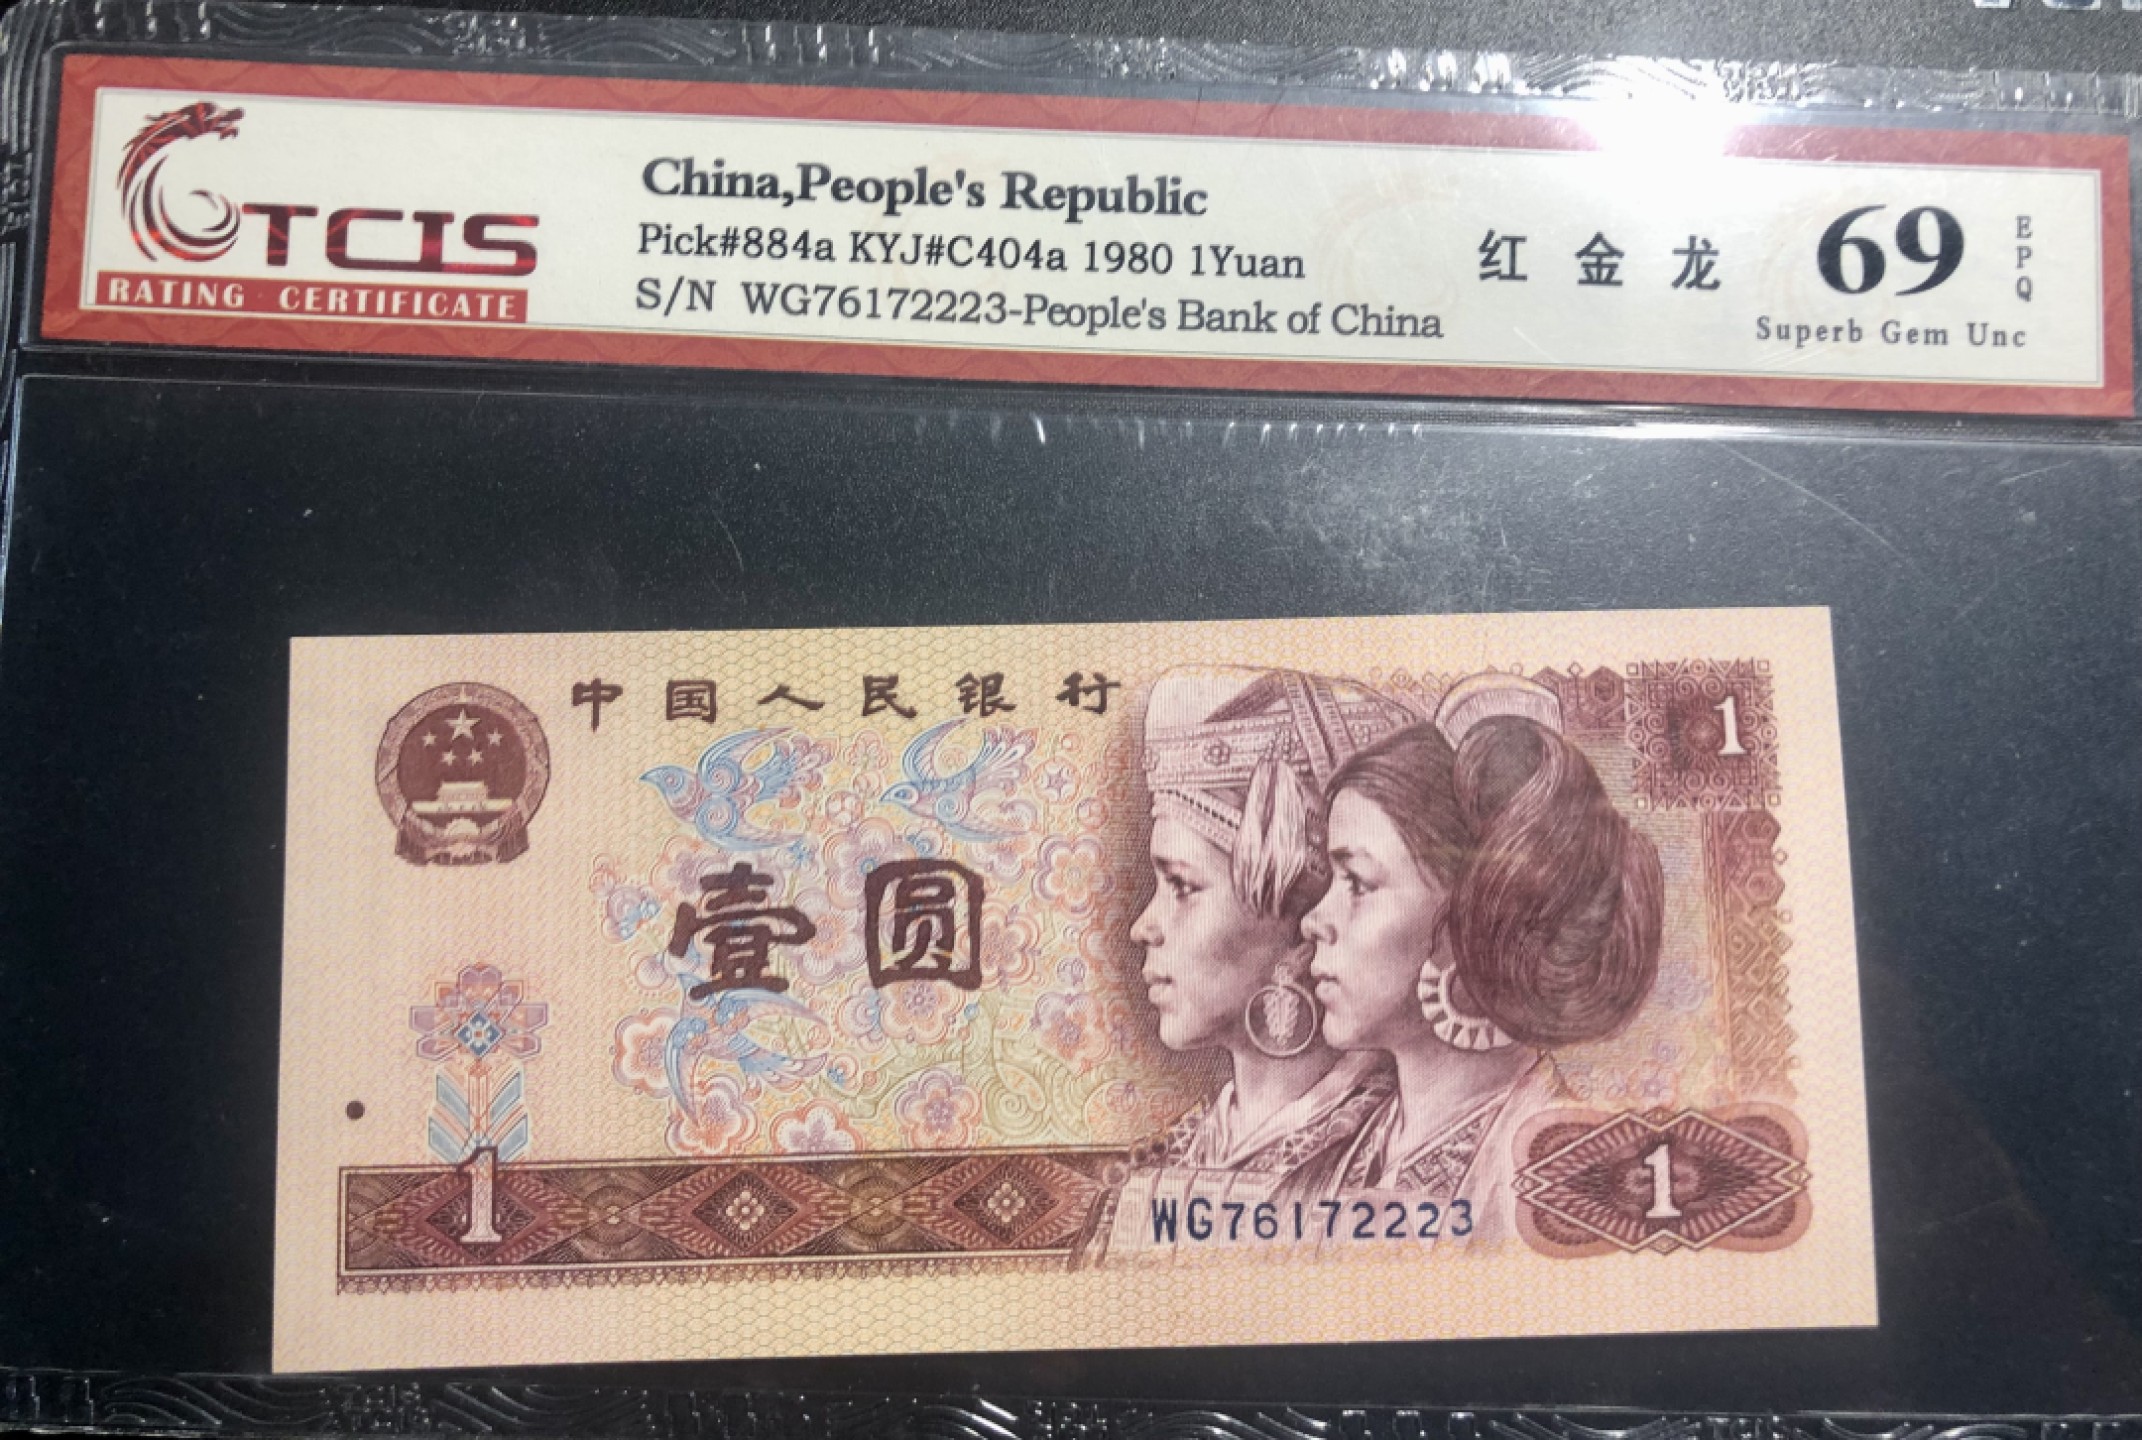 TCIS
RATING CERTIFICATE
China,People's Republic
Pick#884a KYJ#C404a 1980 1Yuan
S/N WG76172223-People's Bank of China
红金龙
69
EPQ
Superb Gem Unc
中国人民银行
1
壹圆
1
WG76172223
1